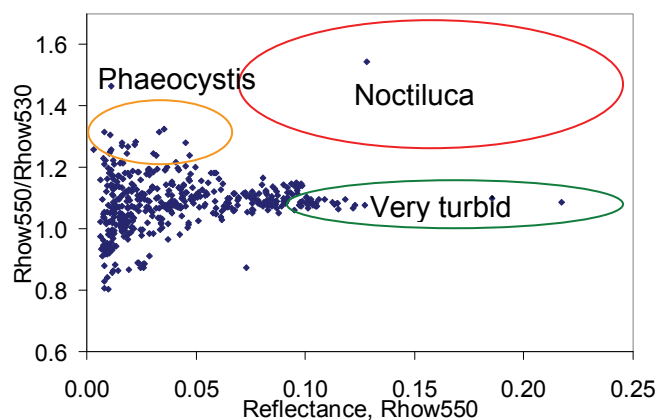 1.6
Phaeocystis
Noctiluca
1.4
1.2
Very turbid
1.0
0.8
0.6
Rhow550/Rhow530
0.00 0.05 0.10 0.15 0.20 0.25
Reflectance, Rhow550